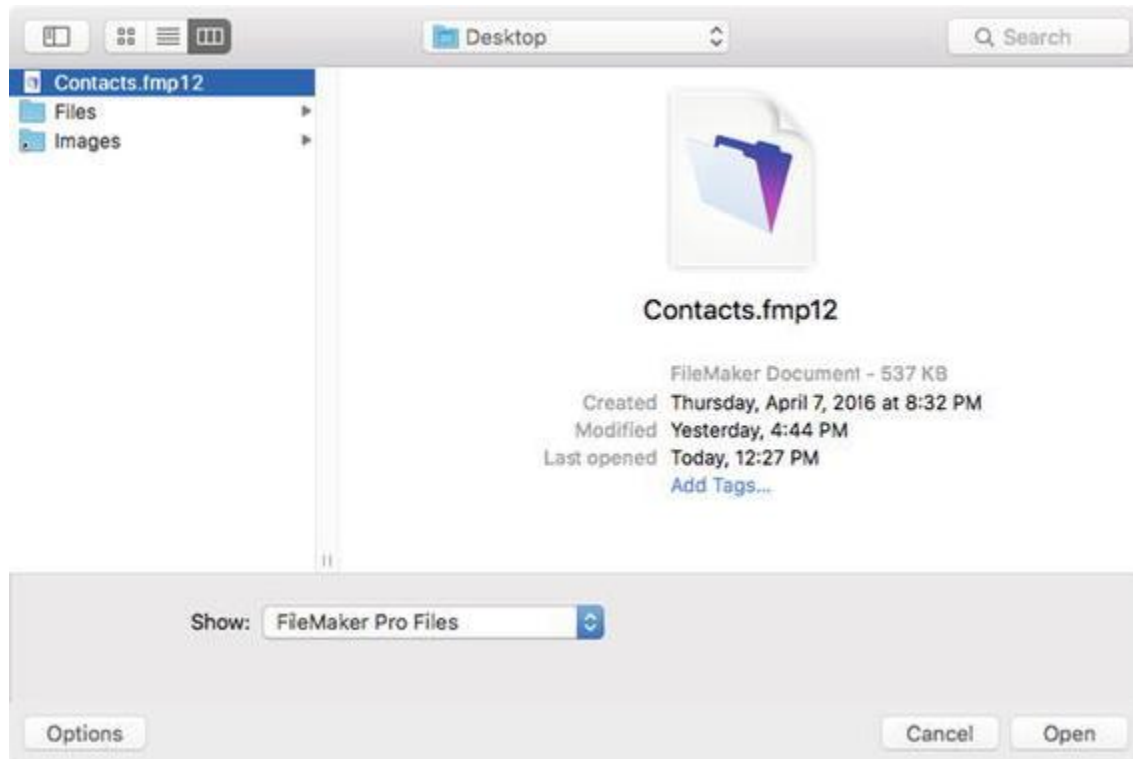 Desktop
Search
Contacts.fmp12
Files
Images
Contacts.fmp12
FileMaker Document - 537 KB
Created Thursday, April 7, 2016 at 8:32 PM
Modified Yesterday, 4:44 PM
Last opened Today, 12:27 PM
Add Tags...
Show: FileMaker Pro Files
Options Cancel Open